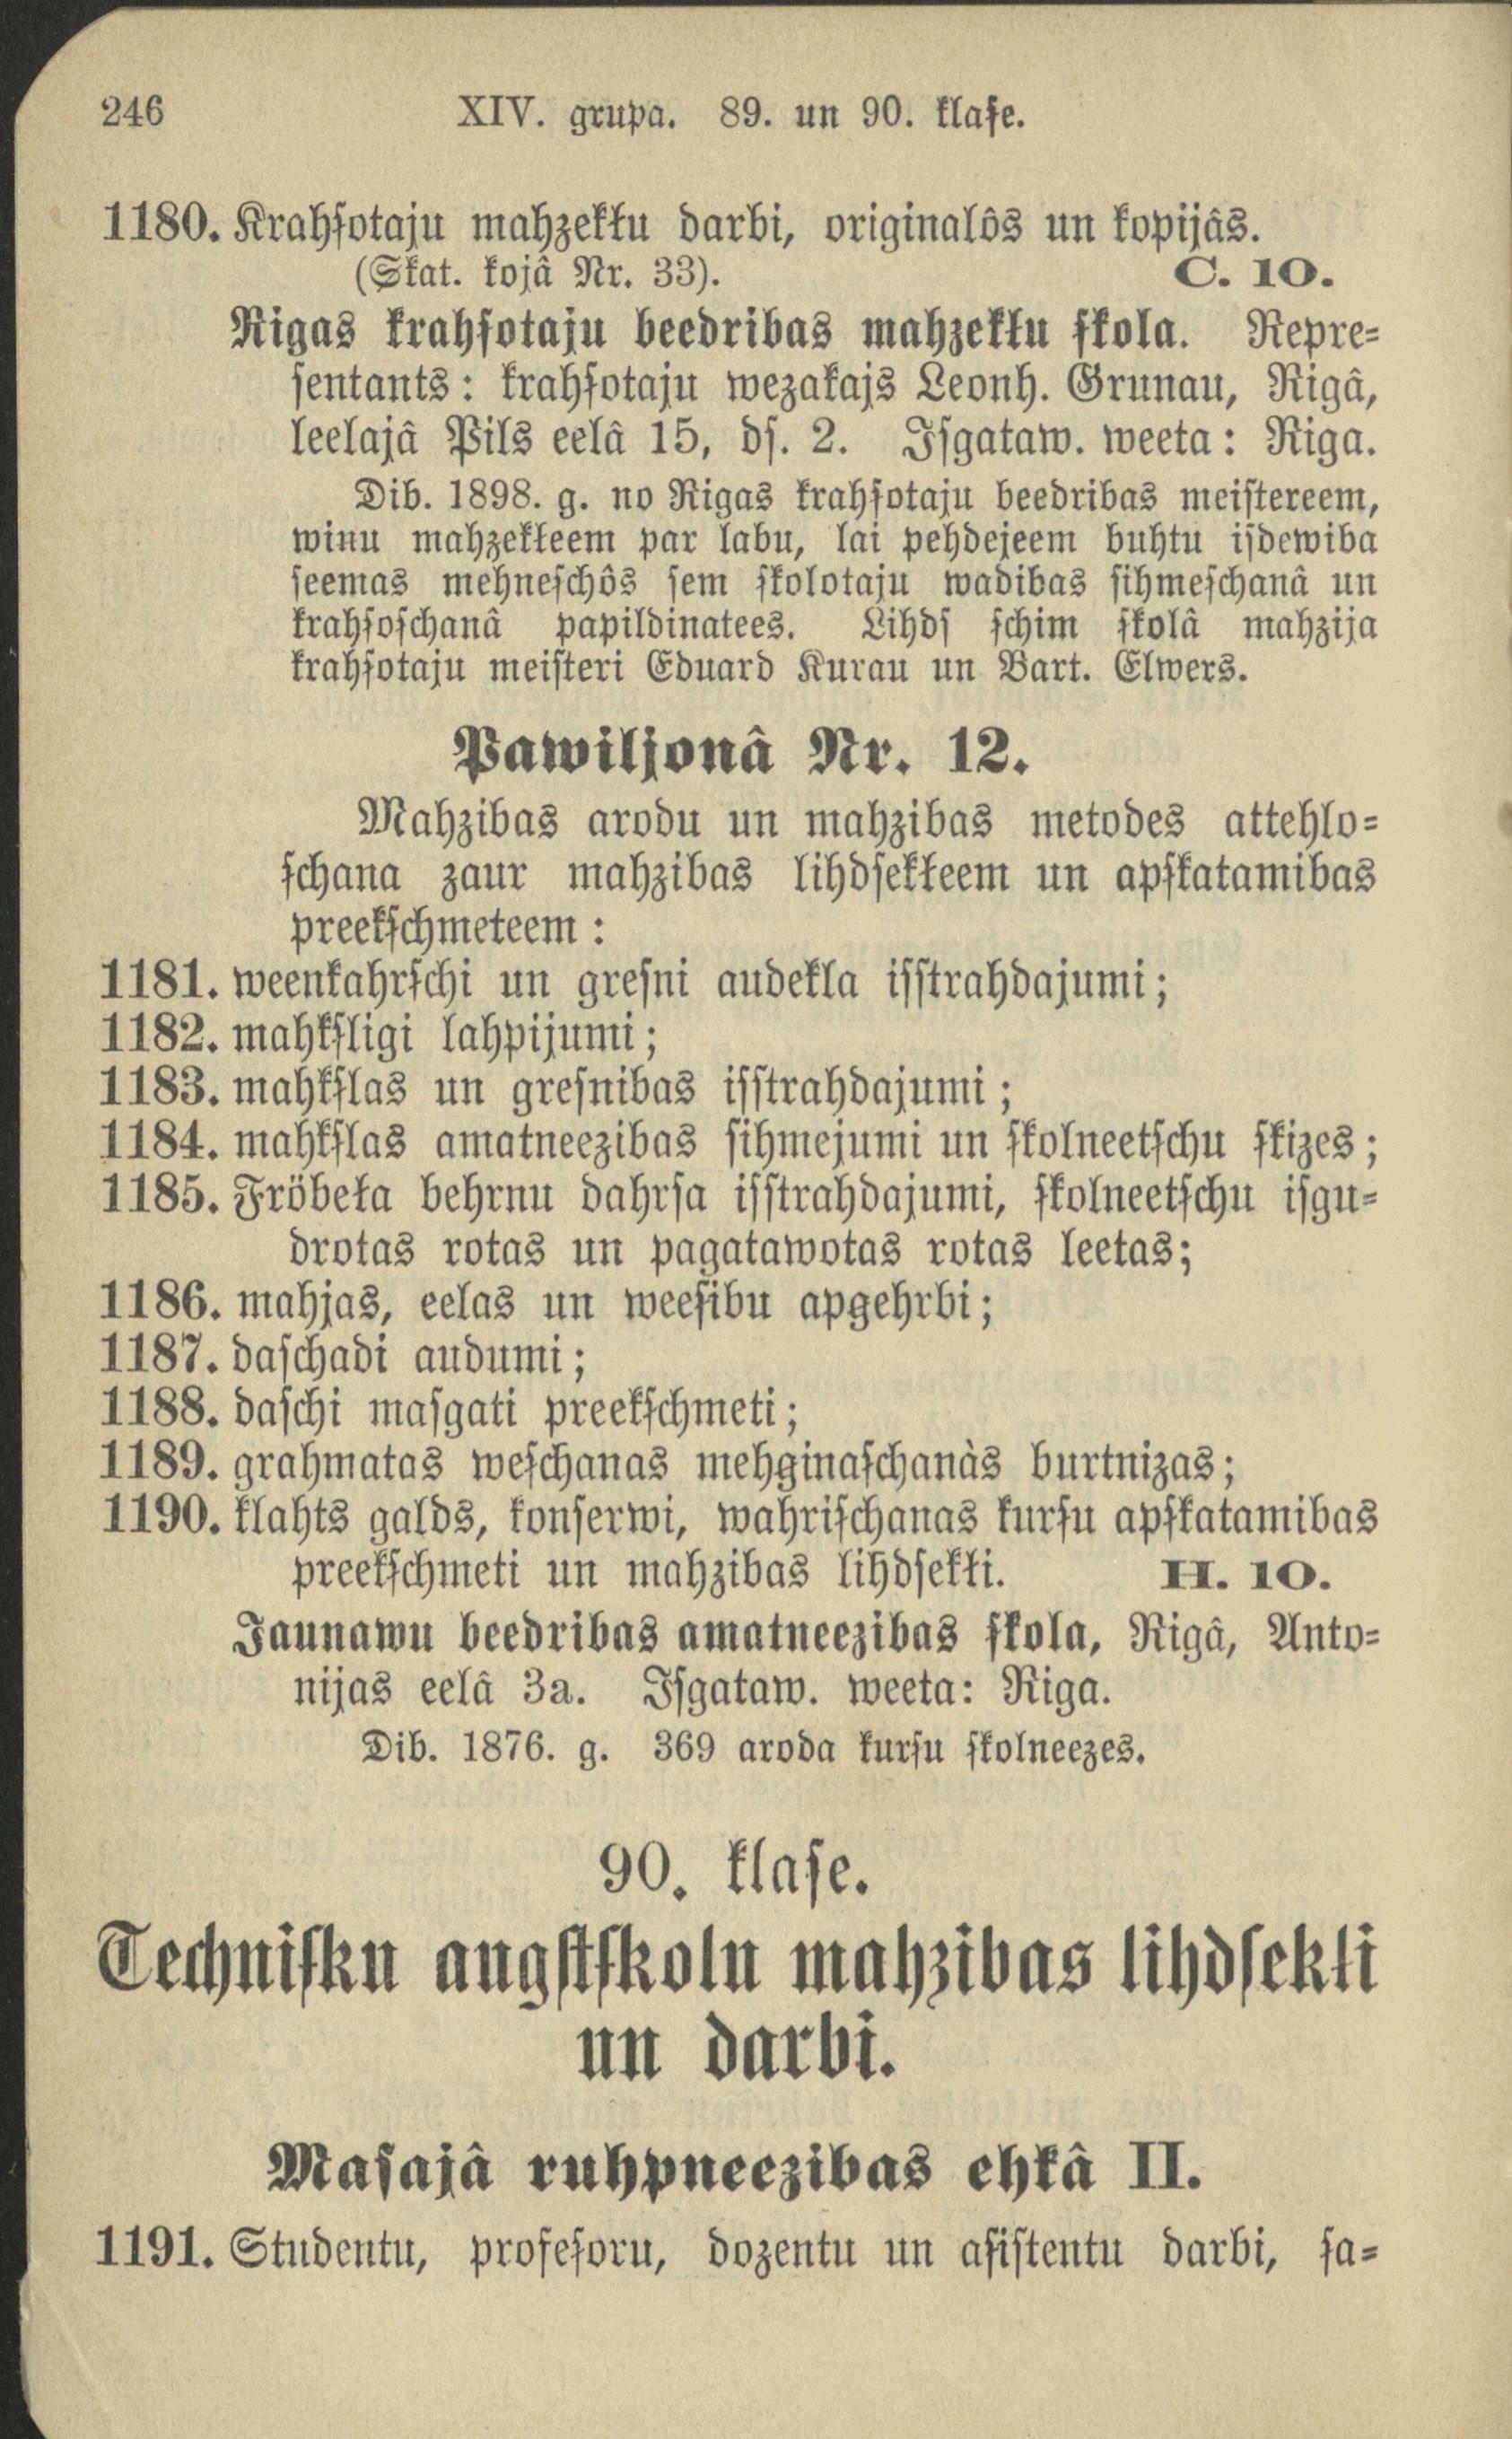 246 XIV. grupa. 89. un 90. klaſe.
1180. Krahſotaju mahzekłu darbi, originalôs un kopijâs.
(Skat. kojâ Nr. 33). C. 10.
Rigas krahſotaju beedribas mahzekłu ſkola. Repre=
ſentants: krahſotaju wezakajs Leonh. Grunau, Rigâ,
leelajâ Pils eelâ 15, dſ. 2. Iſgataw. weeta: Riga.
Dib. 1898. g. no Rigas krahſotaju beedribas meiſtereem,
winu mahzekłeem par labu, lai pehdejeem buhtu iſdewiba
ſeemas mehneſchôs ſem ſkolotaju wadibas ſihmeſchanâ un
krahſoſchanâ papildinatees. Lihdſ ſchim ſkolâ mahzija
krahſotaju meiſteri Eduard Kurau un Bart. Elwers.
Pawiljonâ Nr. 12.
Mahzibas arodu un mahzibas metodes attehlo=
ſchana zaur mahzibas lihdſekłeem un apſkatamibas
preekſchmeteem:
1181. weenkahrſchi un greſni audekla iſſtrahdajumi;
1182. mahkſligi lahpijumi;
1183. mahkſlas un greſnibas iſſtrahdajumi;
1184. mahkſlas amatneezibas ſihmejumi un ſkolneetſchu ſkizes;
1185. Fröbeła behrnu dahrſa iſſtrahdajumi, ſkolneetſchu iſgu=
drotas rotas un pagatawotas rotas leetas;
1186. mahjas, eelas un weeſibu apgehrbi;
1187. daſchadi audumi;
1188. daſchi maſgati preekſchmeti;
1189. grahmatas weſchanas mehginaſchanàs burtnizas;
1190. klahts galds, konſerwi, wahriſchanas kurſu apſkatamibas
preekſchmeti un mahzibas lihdſekłi. H. 10.
Jaunawu beedribas amatneezibas ſkola, Rigâ, Anto=
nijas eelâ 3a. Iſgataw. weeta: Riga.
Dib. 1876. g. 369 aroda kurſu ſkolneezes.
90. klaſe.
Techniſku augſtſkolu mahzibas lihdſekłi
un darbi.
Maſajâ ruhpneezibas ehkâ II.
1191. Studentu, profeſoru, dozentu un aſiſtentu darbi, ſa=